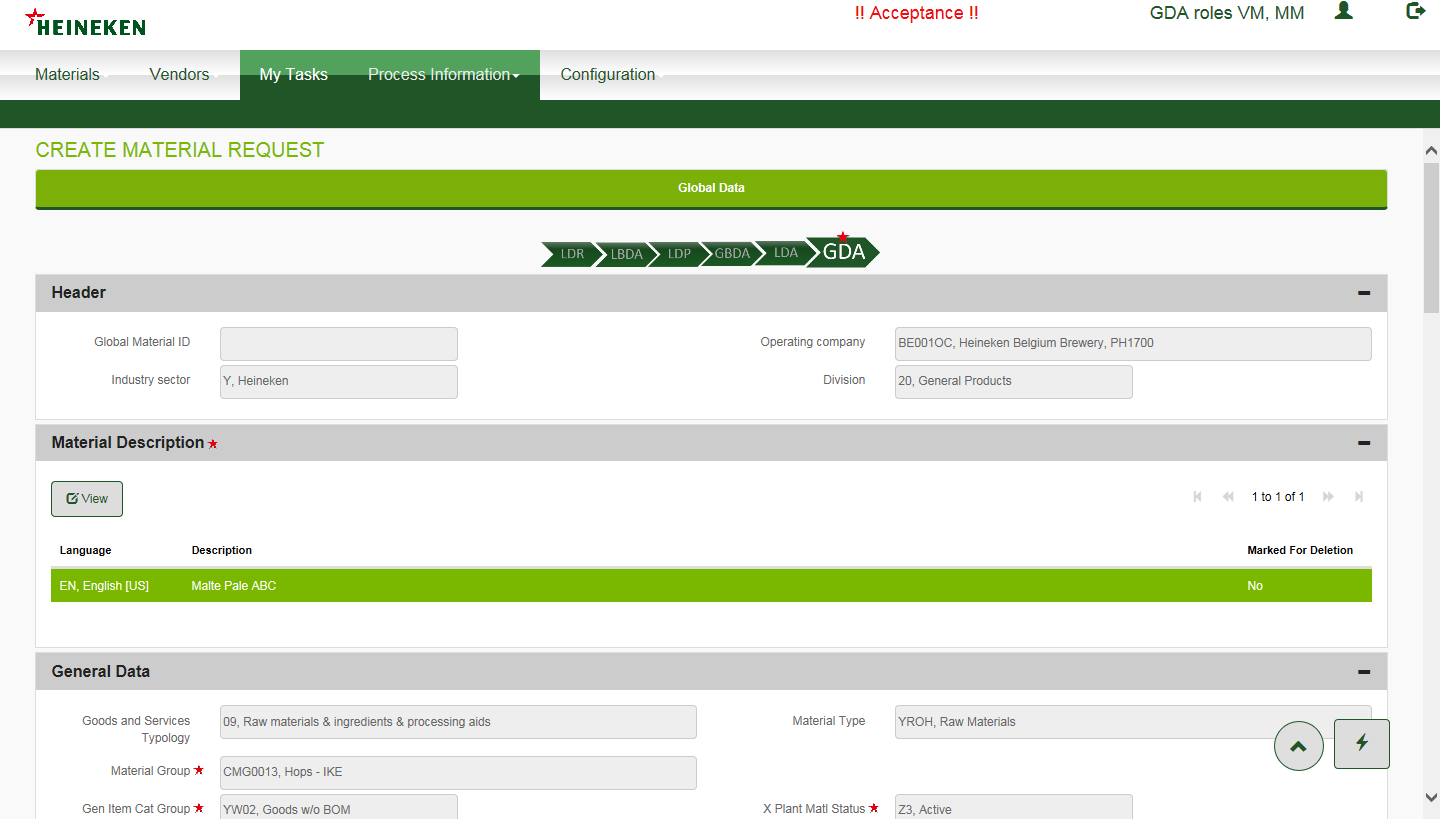 HEINEKEN
!! Acceptance !!
GDA roles VM, MM
Materials
Vendors
My Tasks
Process Information
Configuration
CREATE MATERIAL REQUEST
Global Data
LDR
LBDA
LDP
GBDA
LDA
GDA
Header
Global Material ID
Operating company
BE001OC, Heineken Belgium Brewery, PH1700
Industry sector
Y, Heineken
Division
20, General Products
Material Description
View
1 to 1 of 1
Language
Description
Marked For Deletion
EN, English [US]
Malte Pale ABC
No
General Data
Goods and Services
Typology
09, Raw materials & ingredients & processing aids
Material Type
YROH, Raw Materials
Material Group
CMG0013, Hops - IKE
Gen Item Cat Group
YW02, Goods w/o BOM
X Plant Matl Status
Z3, Active